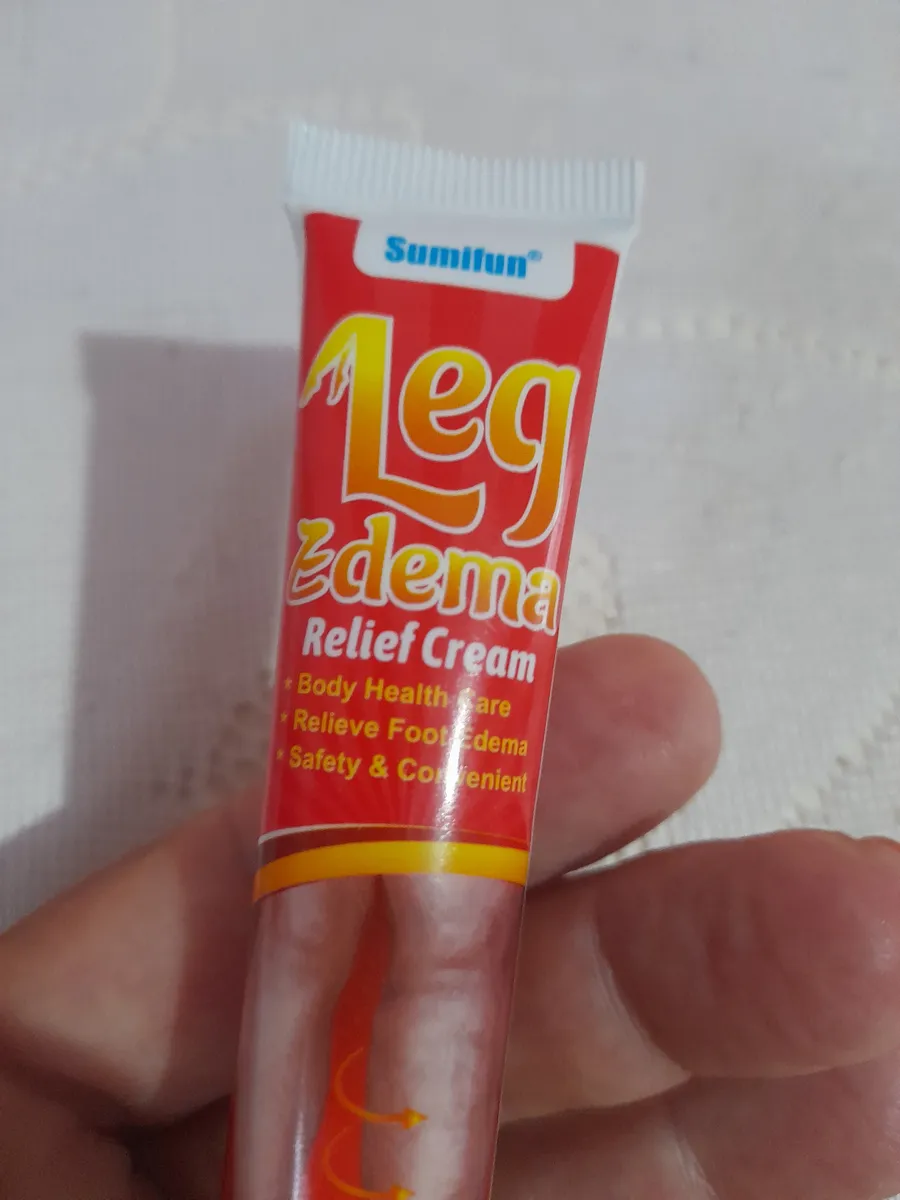 Sumifun®
Leg
Edema
Relief Cream
* Body Health Care
* Relieve Foot Edema
* Safety & Convenient